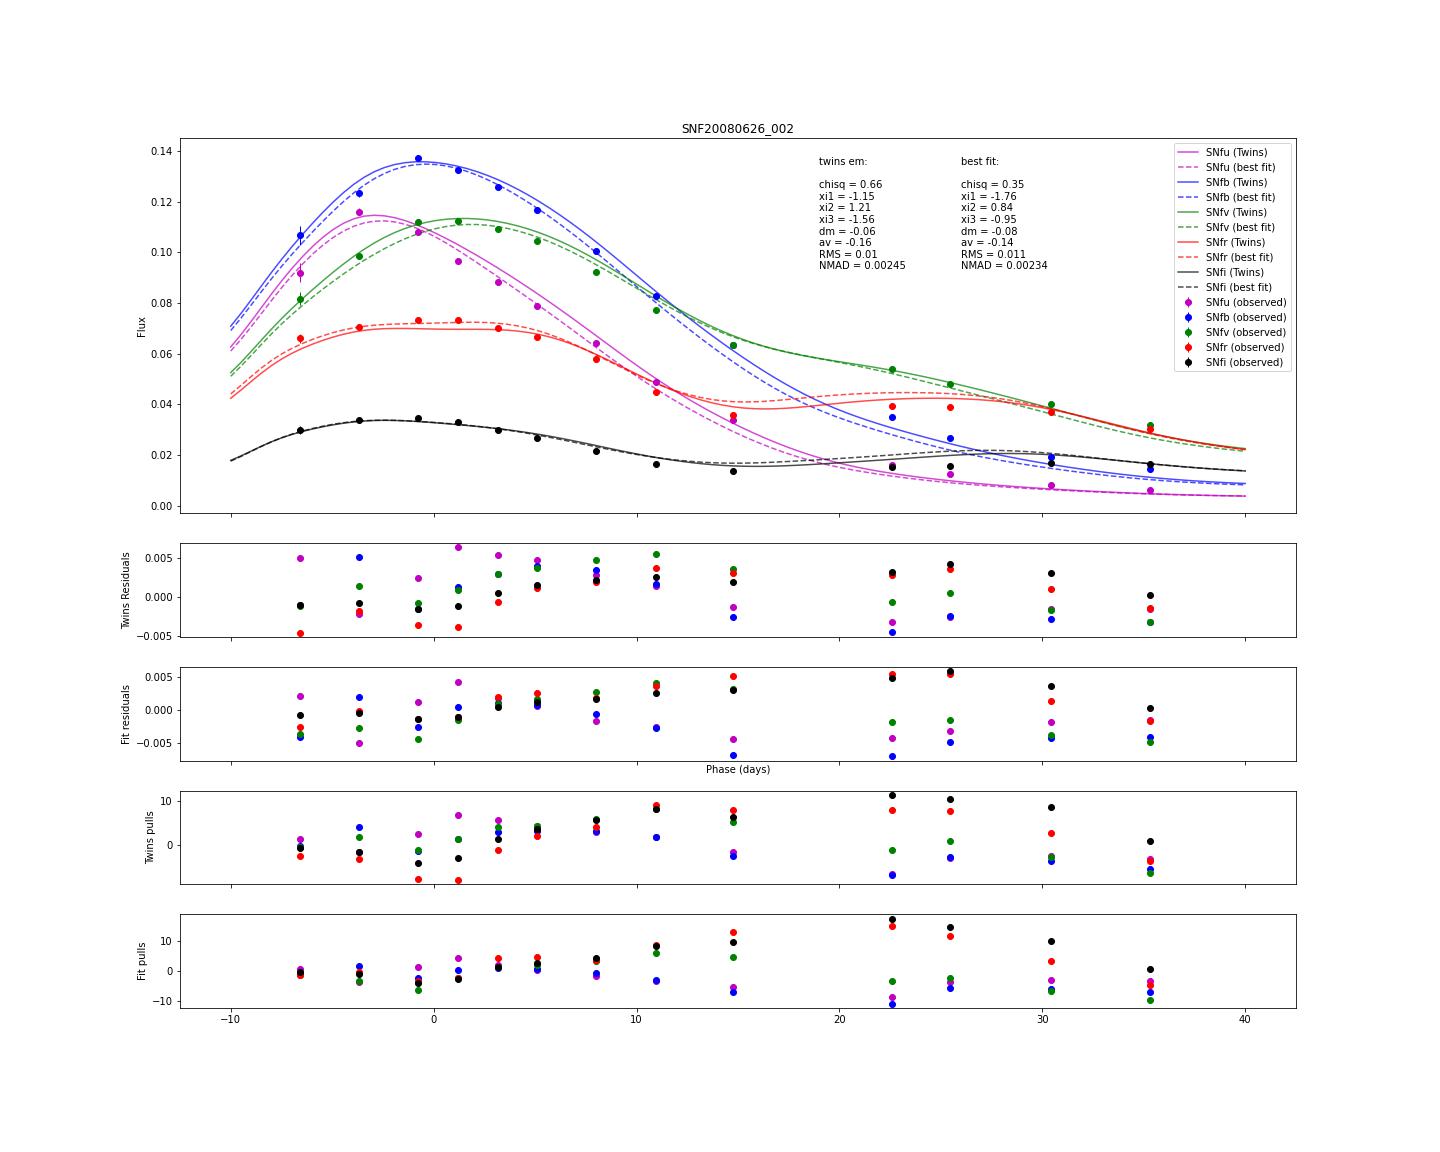 SNF20080626_002
0.14
0.12
0.10
0.08
0.06
0.04
0.02
0.00
Flux
twins em:
chisq = 0.66
xi1 = -1.15
xi2 = 1.21
xi3 = -1.56
dm = -0.06
av = -0.16
RMS = 0.01
NMAD = 0.00245
best fit:
chisq = 0.35
xi1 = -1.76
xi2 = 0.84
xi3 = -0.95
dm = -0.08
av = -0.14
RMS = 0.011
NMAD = 0.00234
SNfu (Twins)
SNfu (best fit)
SNfb (Twins)
SNfb (best fit)
SNfv (Twins)
SNfv (best fit)
SNfr (Twins)
SNfr (best fit)
SNfi (Twins)
SNfi (best fit)
SNfu (observed)
SNfb (observed)
SNfv (observed)
SNfr (observed)
SNfi (observed)
0.005
0.000
−0.005
Twins Residuals
0.005
0.000
−0.005
Fit residuals
Phase (days)
10
0
Twins pulls
10
0
−10
Fit pulls
−10 0 10 20 30 40